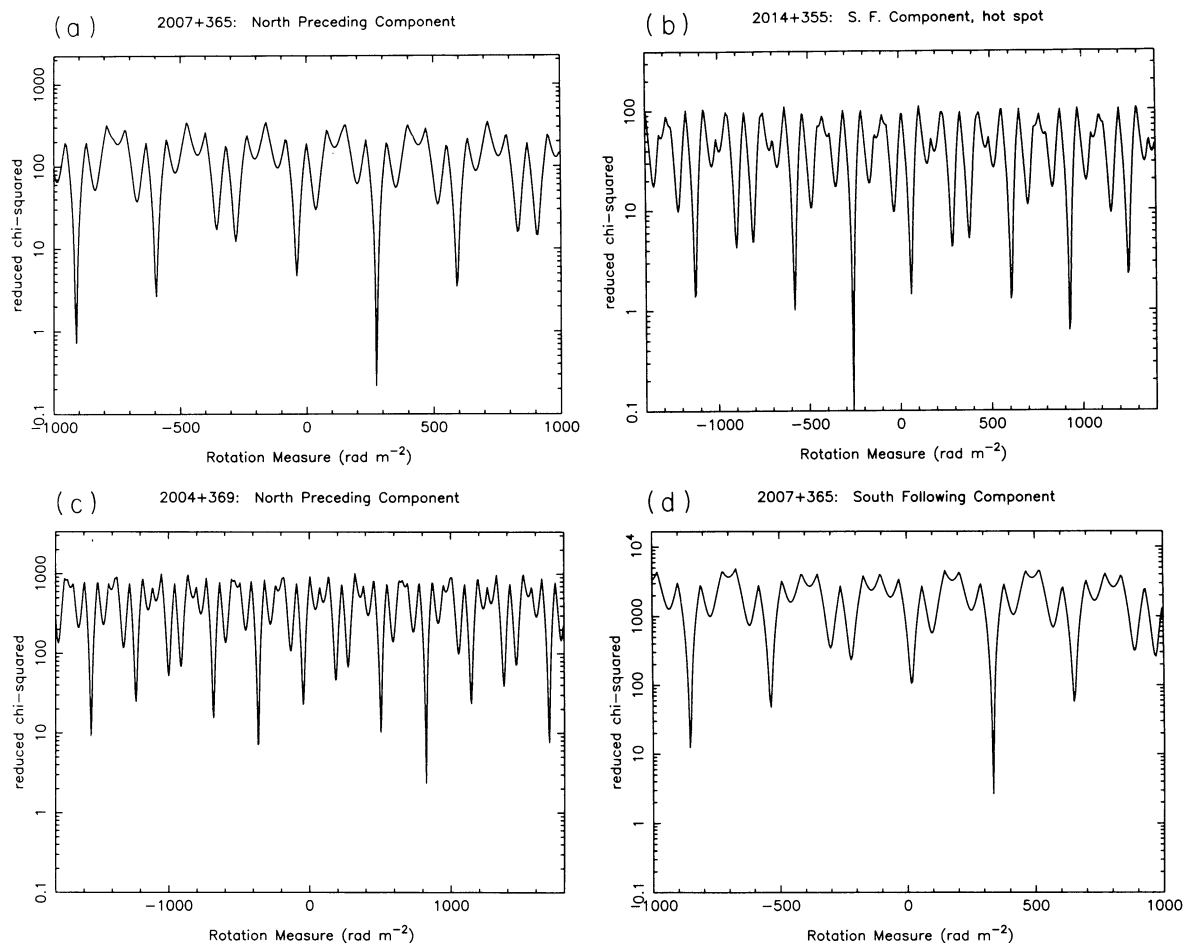 (a)
2007+365: North Preceding Component
reduced chi-squared
1000
100
10
1
0.1
-1000
-500
0
500
1000
Rotation Measure (rad m⁻²)
(b)
2014+355: S. F. Component, hot spot
reduced chi-squared
100
10
1
0.1
-1000
-500
0
500
1000
Rotation Measure (rad m⁻²)
(c)
2004+369: North Preceding Component
reduced chi-squared
1000
100
10
1
0.1
-1000
0
1000
Rotation Measure (rad m⁻²)
(d)
2007+365: South Following Component
reduced chi-squared
10⁴
1000
100
10
1
0.1
-1000
-500
0
500
1000
Rotation Measure (rad m⁻²)